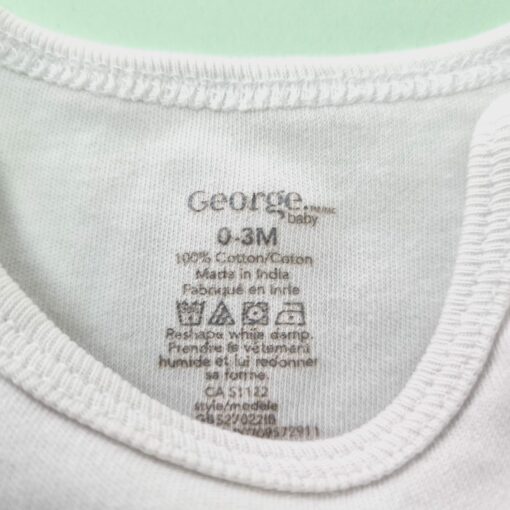 George.
baby
0-3M
100% Cotton/Coton
Made in India
Fabriqué en Inde
Reshape while damp.
Prendre le vêtement
humide et lui redonner
sa forme.
CA 51122
style/modèle